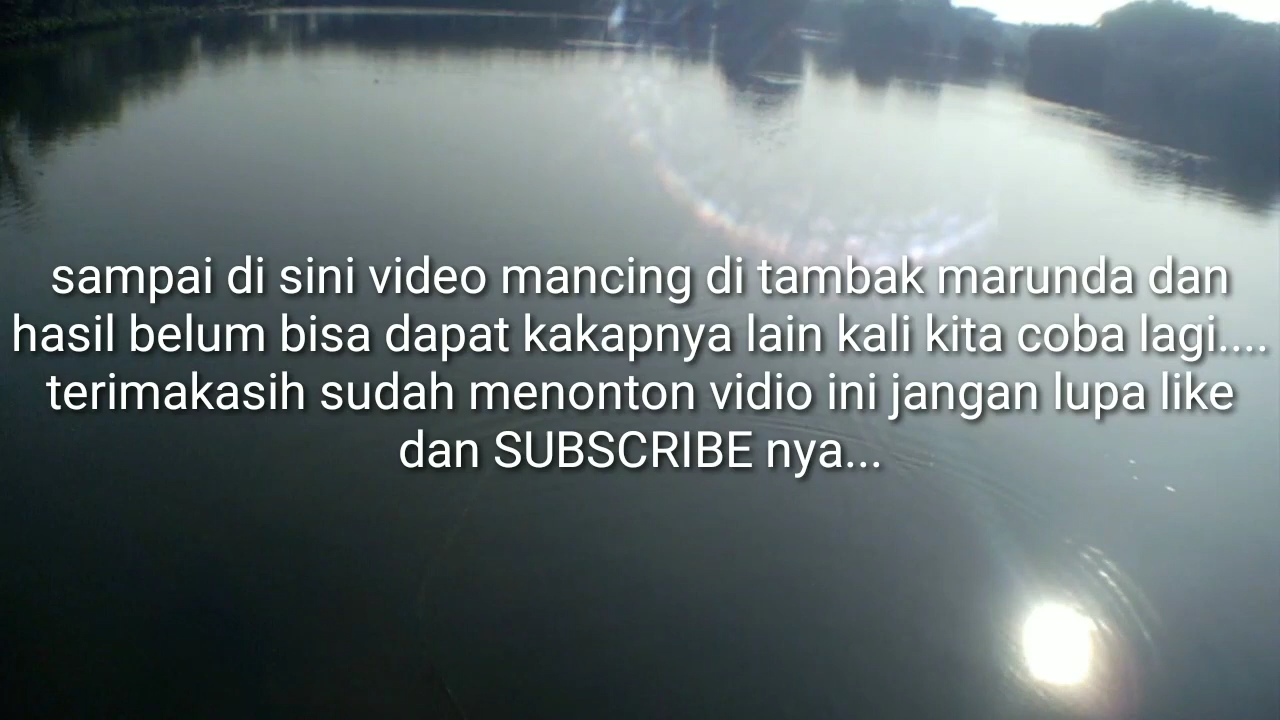 sampai di sini video mancing di tambak marunda dan
hasil belum bisa dapat kakapnya lain kali kita coba lagi....
terimakasih sudah menonton vidio ini jangan lupa like
dan SUBSCRIBE nya...